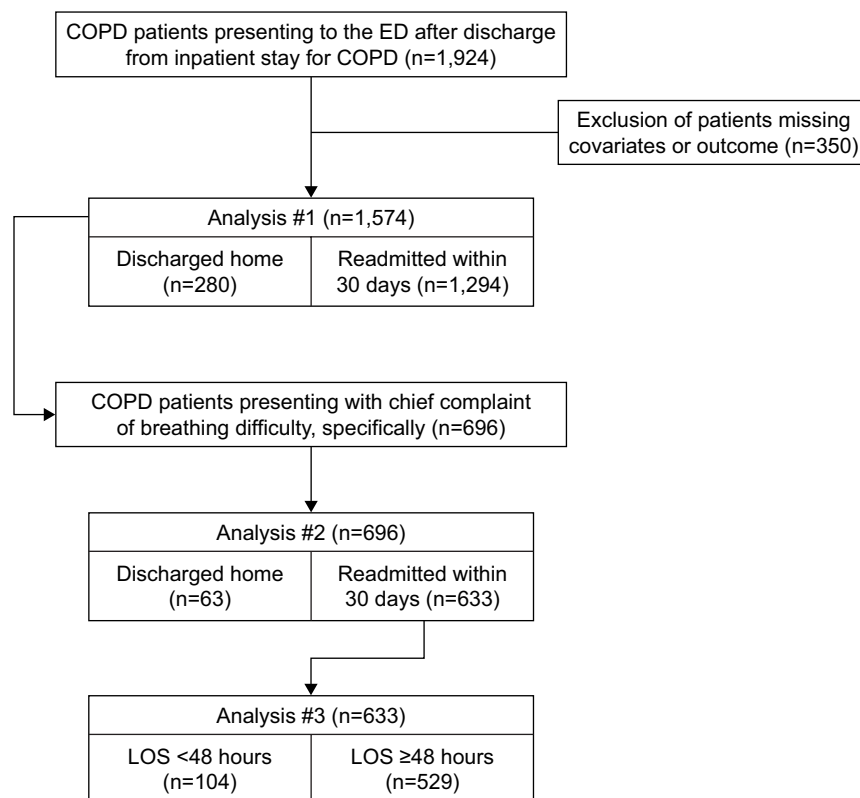 COPD patients presenting to the ED after discharge
from inpatient stay for COPD (n=1,924)
Exclusion of patients missing
covariates or outcome (n=350)
Analysis #1 (n=1,574)
Discharged home
(n=280)
Readmitted within
30 days (n=1,294)
COPD patients presenting with chief complaint
of breathing difficulty, specifically (n=696)
Analysis #2 (n=696)
Discharged home
(n=63)
Readmitted within
30 days (n=633)
Analysis #3 (n=633)
LOS <48 hours
(n=104)
LOS ≥48 hours
(n=529)